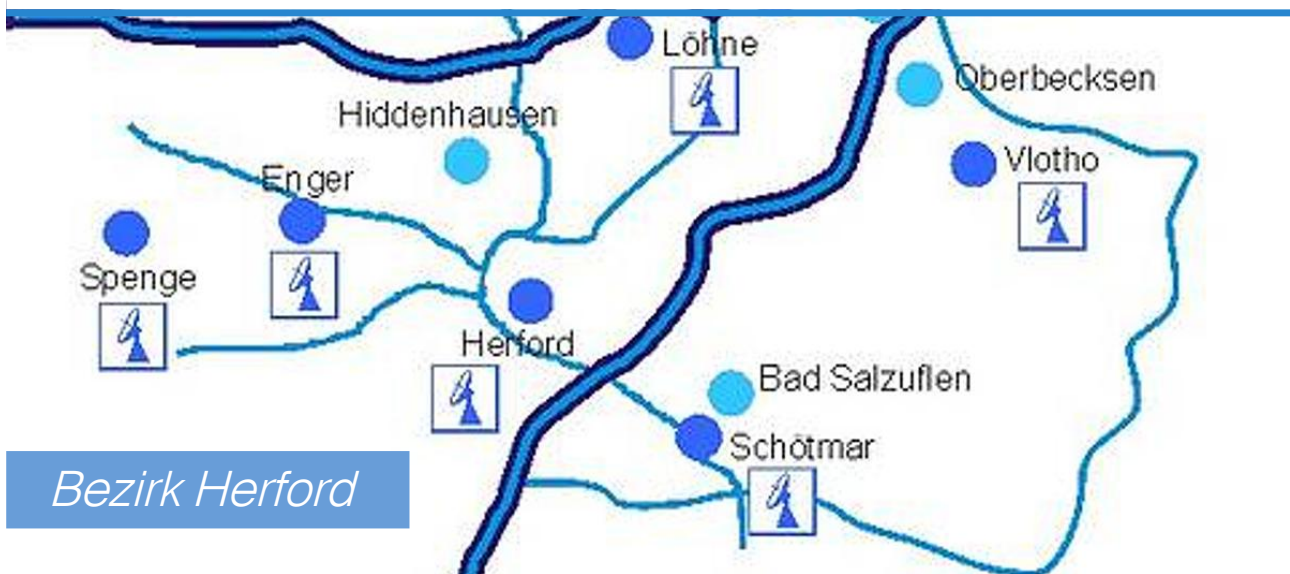 Löhne
Oberbecksen
Hiddenhausen
Vlotho
Enger
Spenge
Herford
Bad Salzuflen
Schötmar
Bezirk Herford